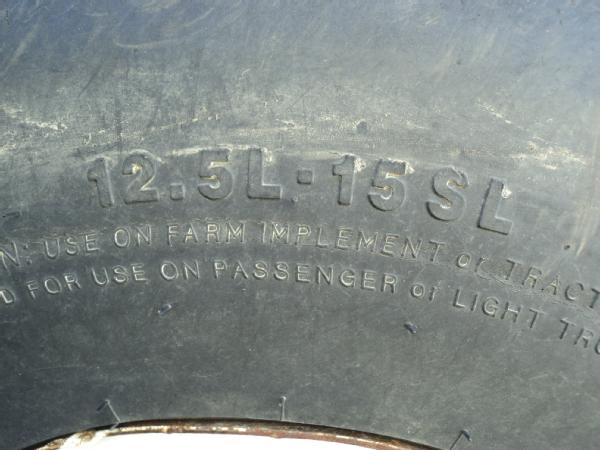 12.5L-15SL
USE ON FARM IMPLEMENT or
FOR USE ON PASSENGER or LIGHT